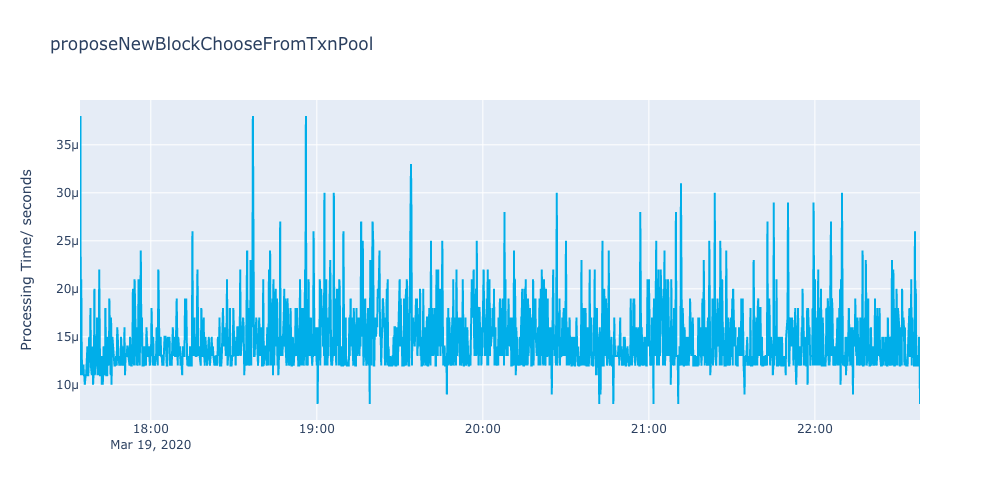 proposeNewBlockChooseFromTxnPool
Processing Time/ seconds
35μ
30μ
25μ
20μ
15μ
10μ
18:00
19:00
20:00
21:00
22:00
Mar 19, 2020